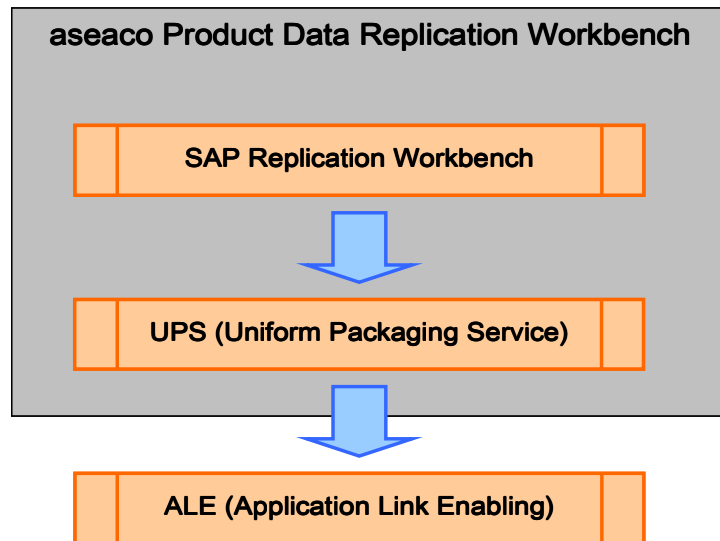 aseaco Product Data Replication Workbench
SAP Replication Workbench
UPS (Uniform Packaging Service)
ALE (Application Link Enabling)